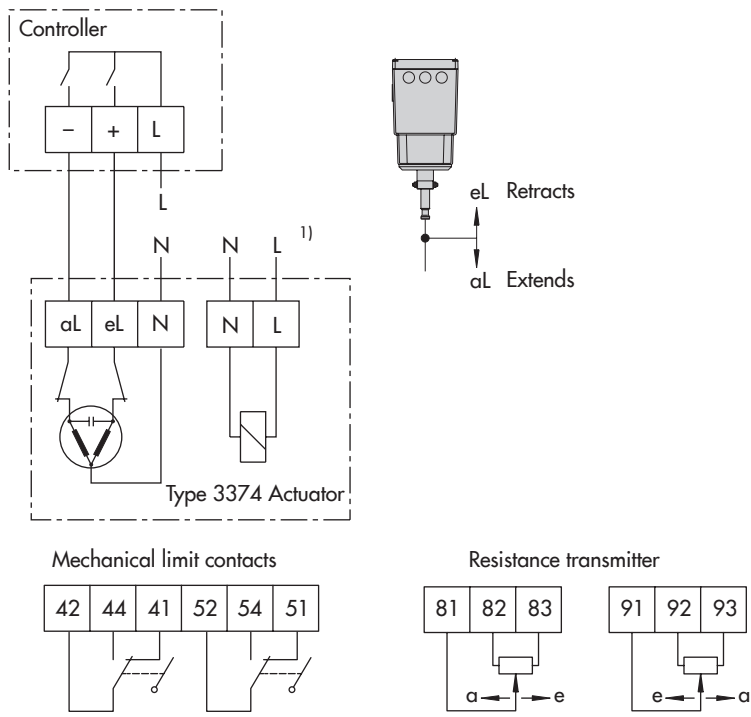 Controller
– + L
L
N N L 1)
aL eL N N L
Type 3374 Actuator
eL Retracts
aL Extends
Mechanical limit contacts
42 44 41 52 54 51
Resistance transmitter
81 82 83 91 92 93
a e e a